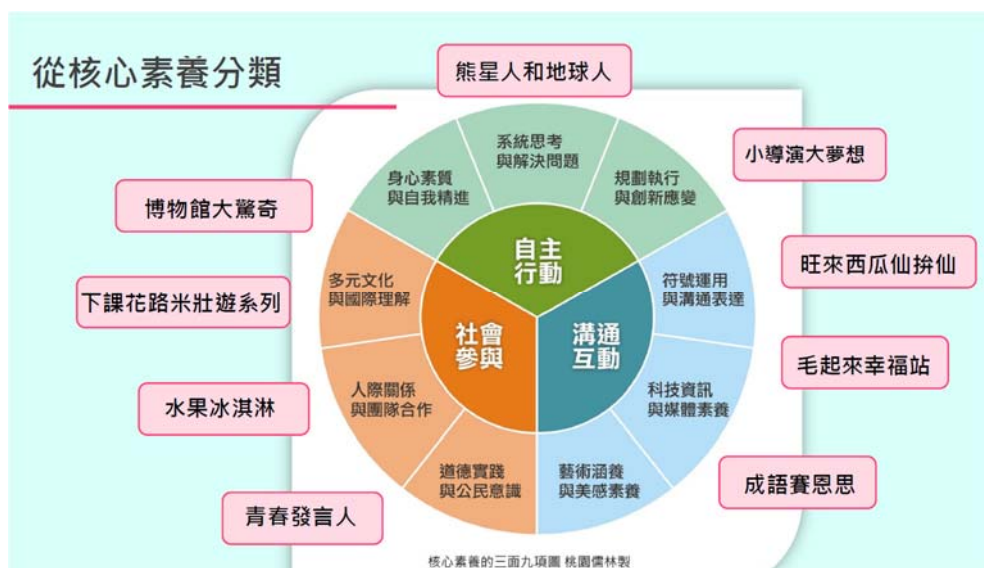 從核心素養分類
熊星人和地球人
小導演大夢想
博物館大驚奇
旺來西瓜仙拚仙
下課花路米壯遊系列
毛起來幸福站
水果冰淇淋
成語賽恩思
青春發言人
系統思考
與解決問題
身心素質
與自我精進
規劃執行
與創新應變
自主
行動
多元文化
與國際理解
符號運用
與溝通表達
社會
參與
溝通
互動
人際關係
與團隊合作
科技資訊
與媒體素養
道德實踐
與公民意識
藝術涵養
與美感素養
核心素養的三面九項圖 桃園儒林製